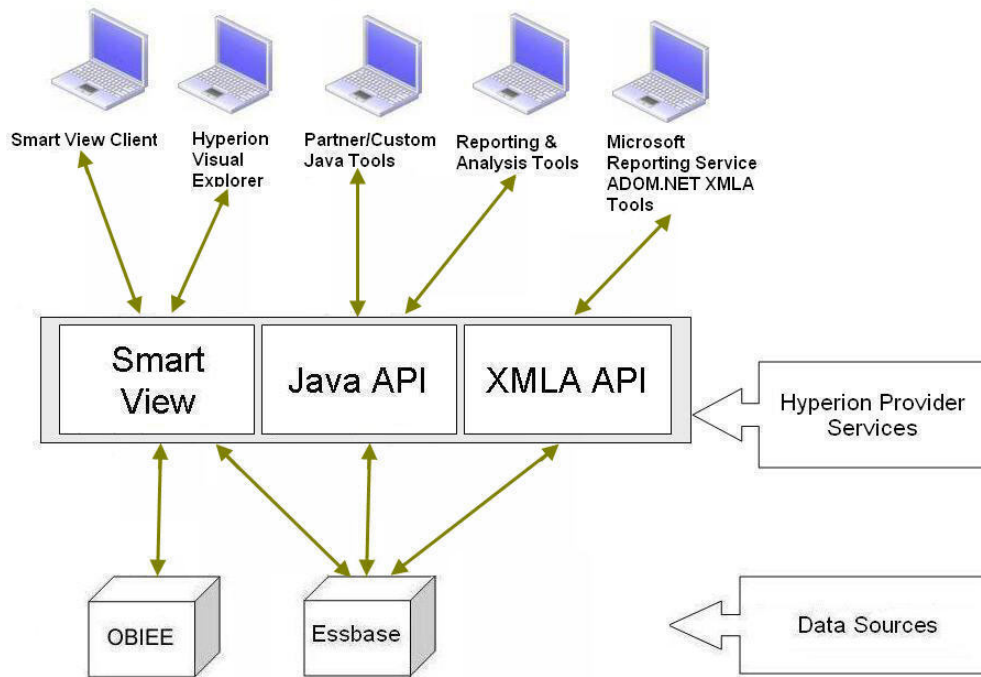 Smart View Client
Hyperion
Visual
Explorer
Partner/Custom
Java Tools
Reporting &
Analysis Tools
Microsoft
Reporting Service
ADOM.NET XMLA
Tools
Smart
View
Java API
XMLA API
Hyperion Provider
Services
OBIEE
Essbase
Data Sources